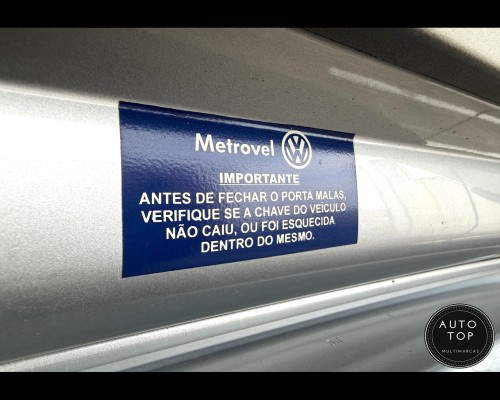 Metrovel
IMPORTANTE
ANTES DE FECHAR O PORTA MALAS,
VERIFIQUE SE A CHAVE DO VEÍCULO
NÃO CAIU, OU FOI ESQUECIDA
DENTRO DO MESMO.
AUTO
TOP
MULTIMARCAS